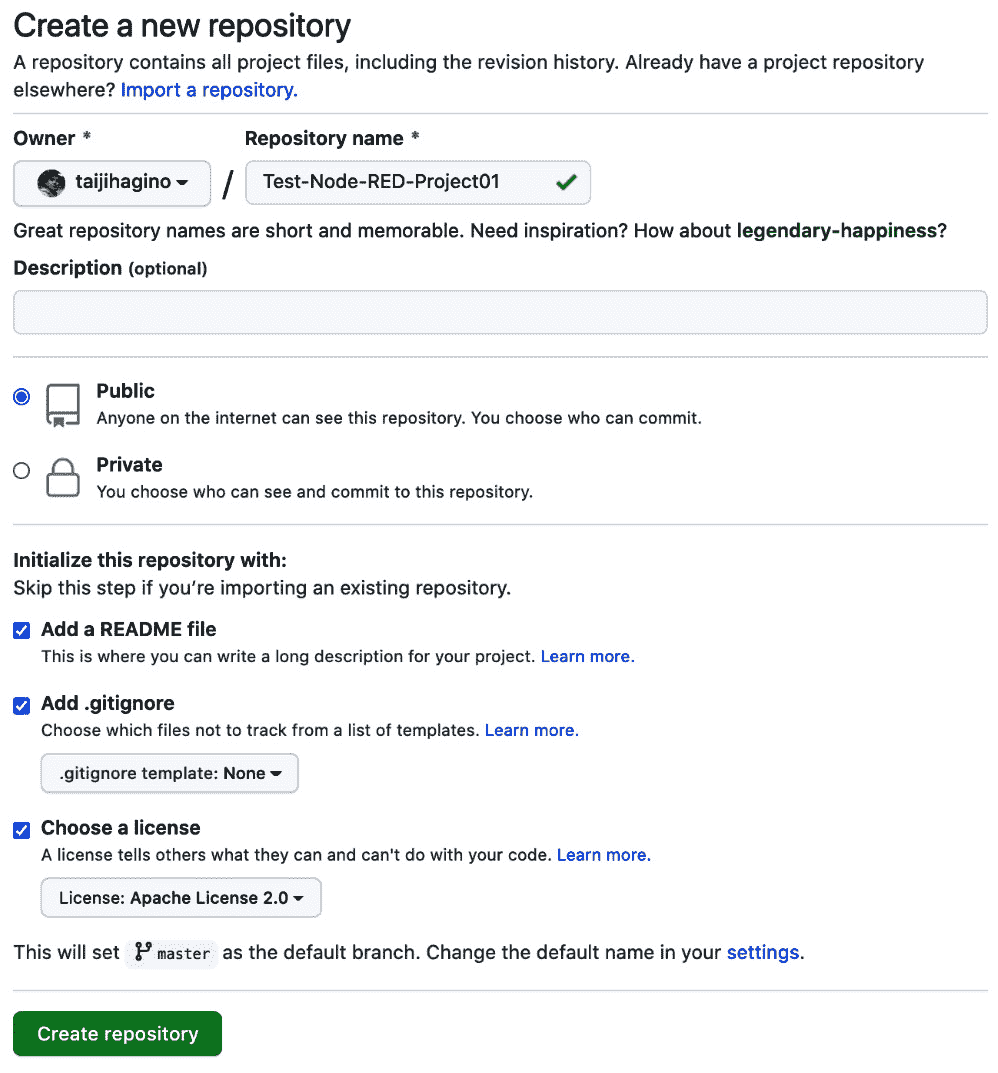 Create a new repository
A repository contains all project files, including the revision history. Already have a project repository
elsewhere? Import a repository.
Owner * Repository name *
taijihagino / Test-Node-RED-Project01
Great repository names are short and memorable. Need inspiration? How about legendary-happiness?
Description (optional)
Public
Anyone on the internet can see this repository. You choose who can commit.
Private
You choose who can see and commit to this repository.
Initialize this repository with:
Skip this step if you’re importing an existing repository.
Add a README file
This is where you can write a long description for your project. Learn more.
Add .gitignore
Choose which files not to track from a list of templates. Learn more.
.gitignore template: None
Choose a license
A license tells others what they can and can't do with your code. Learn more.
License: Apache License 2.0
This will set master as the default branch. Change the default name in your settings.
Create repository